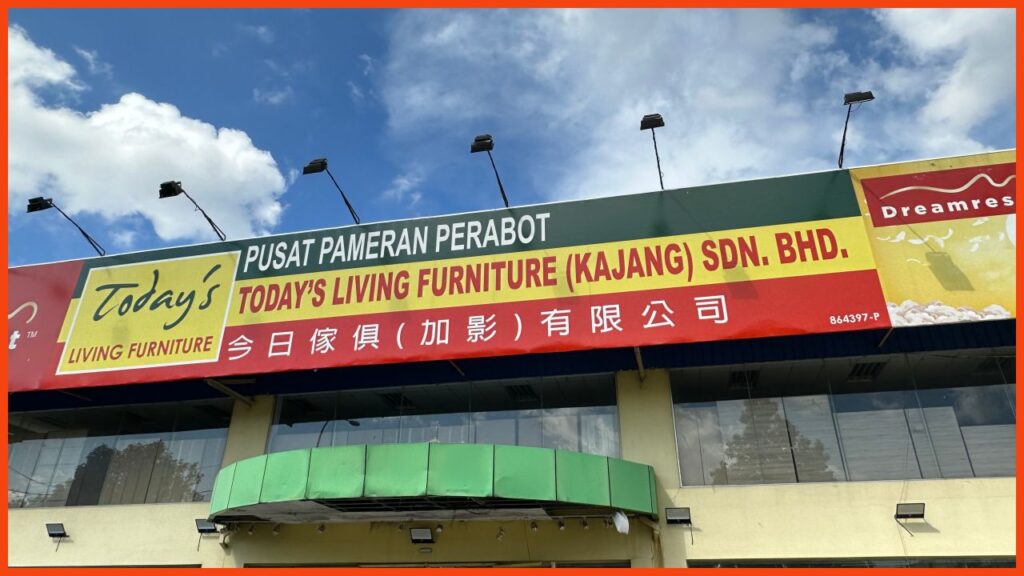 Today's
LIVING FURNITURE
PUSAT PAMERAN PERABOT
TODAY'S LIVING FURNITURE (KAJANG) SDN. BHD.
今日傢俱(加影)有限公司
864397-P
Dreamres
TM